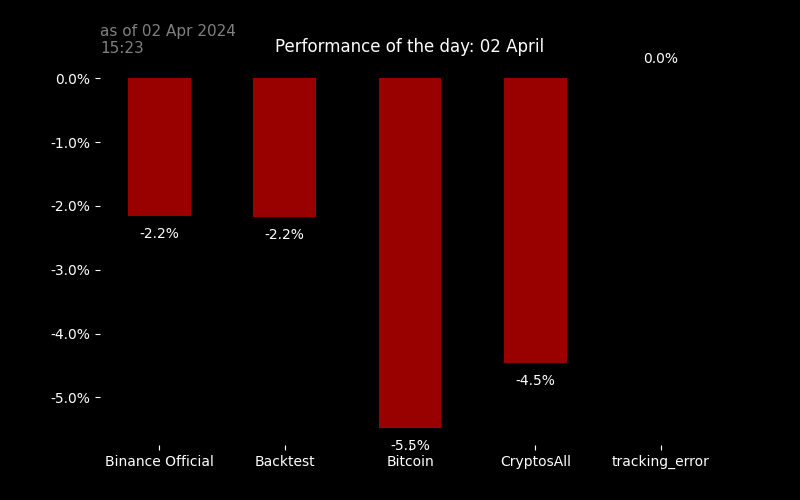 as of 02 Apr 2024
15:23
Performance of the day: 02 April
0.0%
0.0%
-1.0%
-2.0%
-2.2%
-2.2%
-3.0%
-4.0%
-4.5%
-5.0%
-5.5%
Binance Official
Backtest
Bitcoin
CryptosAll
tracking_error